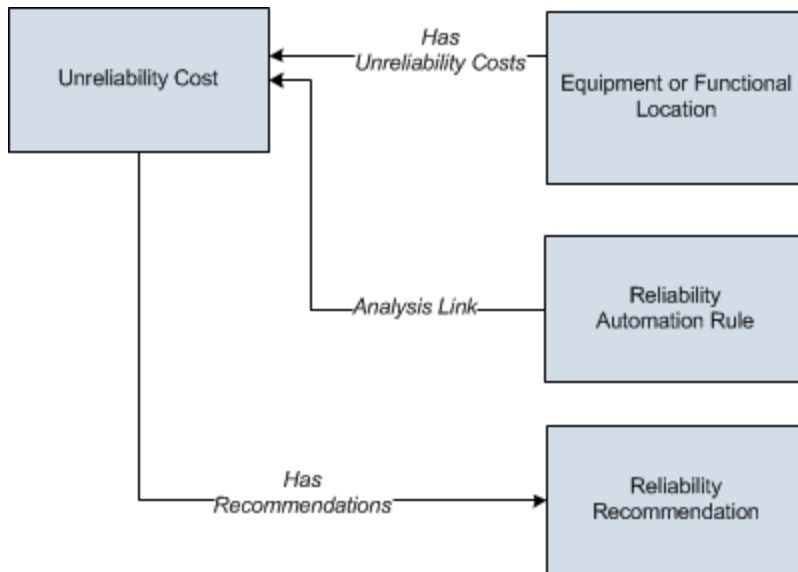 Has
Unreliability Costs
Unreliability Cost
Equipment or Functional
Location
Analysis Link
Reliability
Automation Rule
Has
Recommendations
Reliability
Recommendation